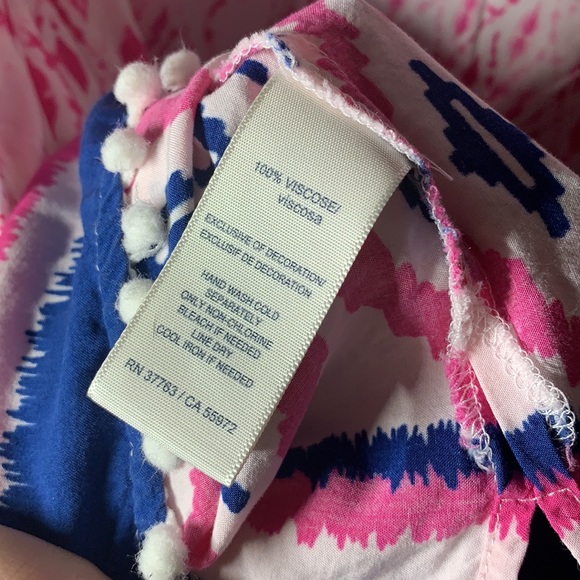 100% VISCOSE/
viscosa
EXCLUSIVE OF DECORATION/
EXCLUSIF DE DECORATION
HAND WASH COLD
SEPARATELY
ONLY NON-CHLORINE
BLEACH IF NEEDED
LINE DRY
COOL IRON IF NEEDED
RN 37763 / CA 55972